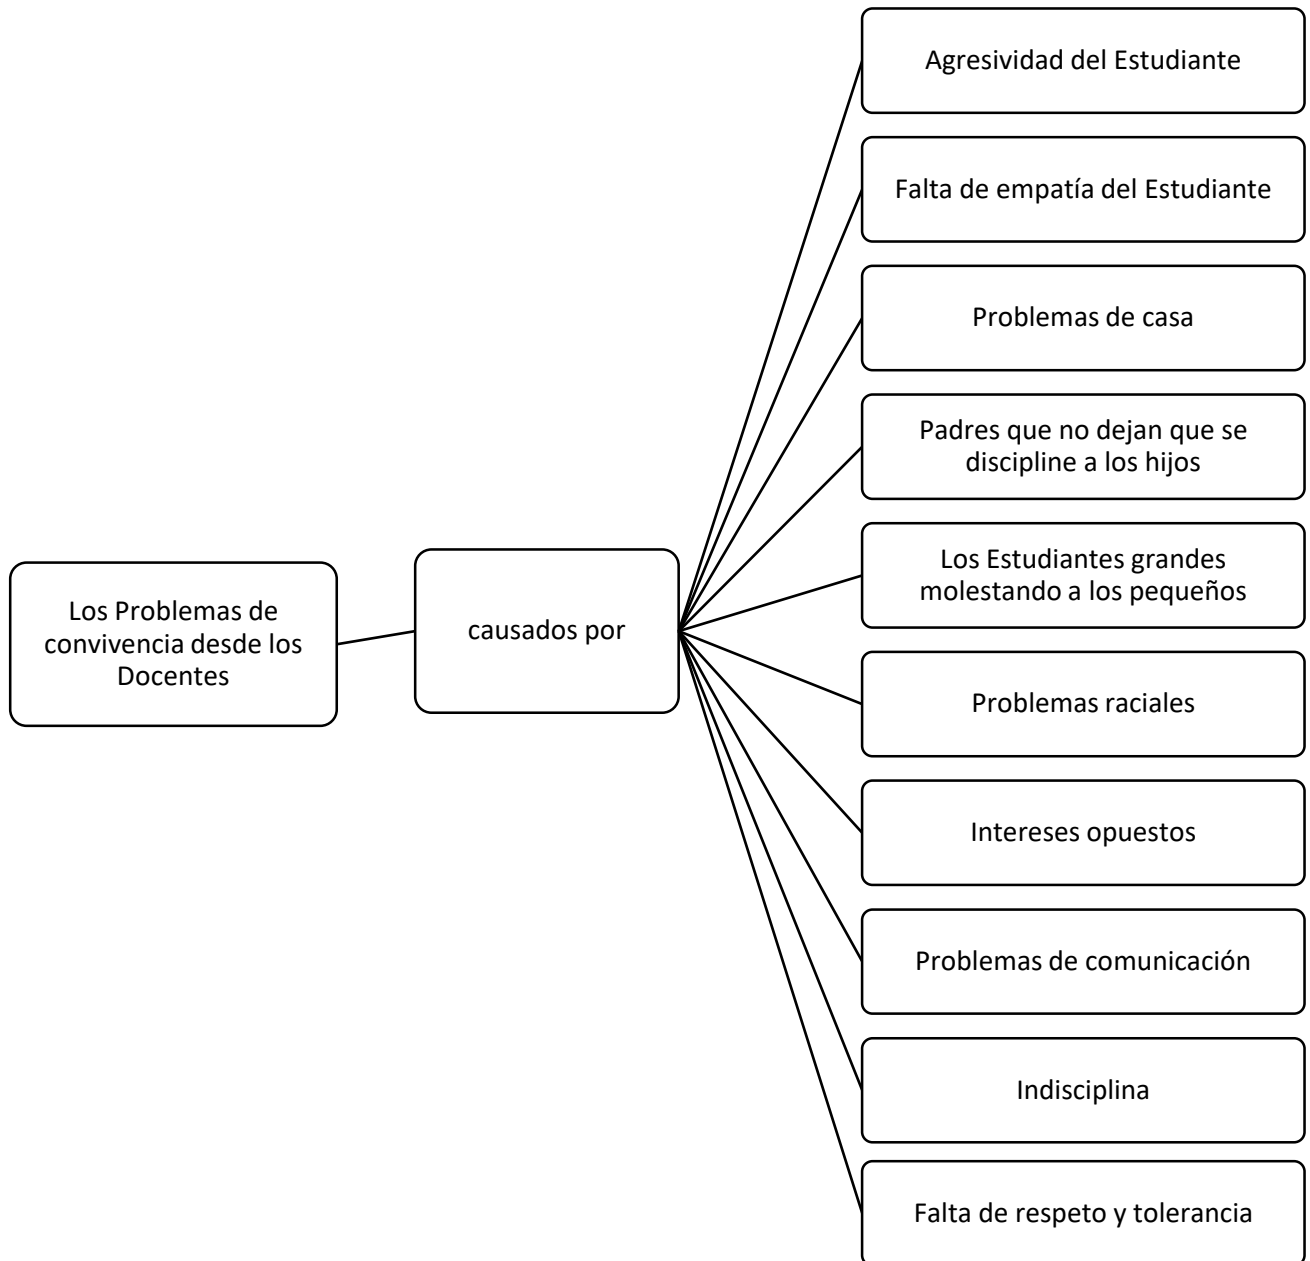 Los Problemas de
convivencia desde los
Docentes
causados por
Agresividad del Estudiante
Falta de empatía del Estudiante
Problemas de casa
Padres que no dejan que se
discipline a los hijos
Los Estudiantes grandes
molestando a los pequeños
Problemas raciales
Intereses opuestos
Problemas de comunicación
Indisciplina
Falta de respeto y tolerancia